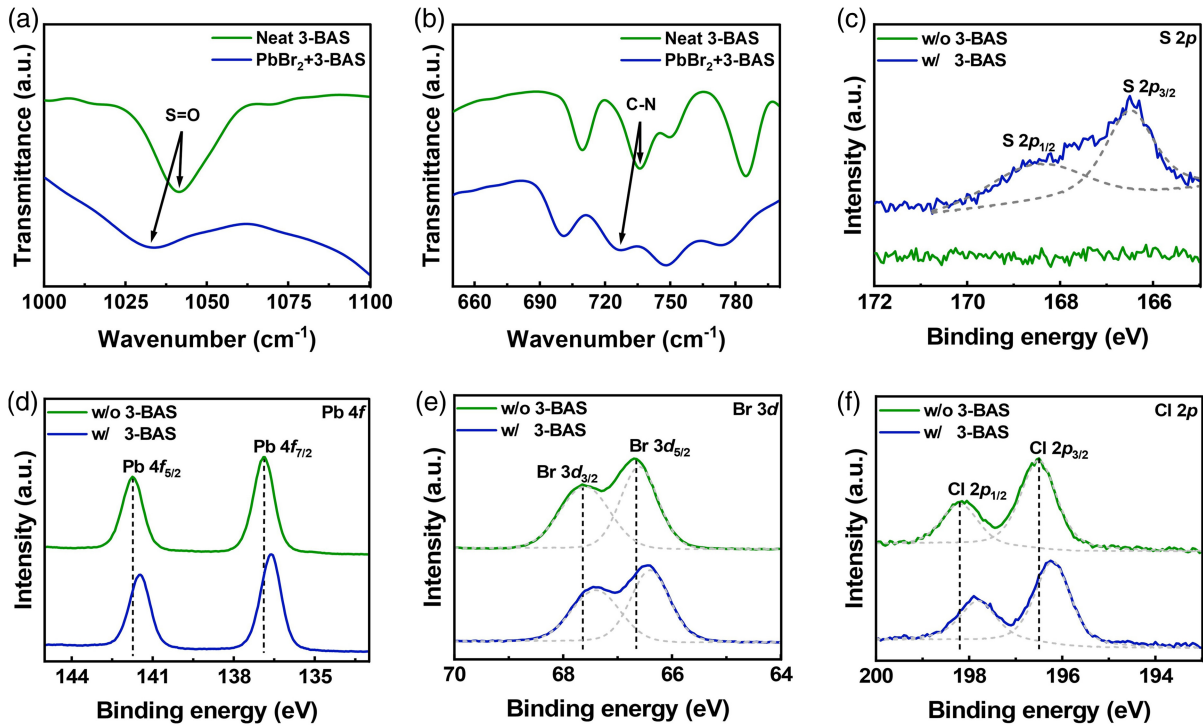 (a)
Neat 3-BAS
PbBr₂+3-BAS
S=O
Transmittance (a.u.)
1000 1025 1050 1075 1100
Wavenumber (cm⁻¹)
(b)
Neat 3-BAS
PbBr₂+3-BAS
C-N
Transmittance (a.u.)
690 720 750 780
Wavenumber (cm⁻¹)
(c)
w/o 3-BAS
w/ 3-BAS
S 2p
S 2p₃/₂
S 2p₁/₂
Intensity (a.u.)
172 170 168 166
Binding energy (eV)
(d)
w/o 3-BAS
w/ 3-BAS
Pb 4f
Pb 4f₇/₂
Pb 4f₅/₂
Intensity (a.u.)
144 141 138 135
Binding energy (eV)
(e)
w/o 3-BAS
w/ 3-BAS
Br 3d
Br 3d₅/₂
Br 3d₃/₂
Intensity (a.u.)
70 68 66 64
Binding energy (eV)
(f)
w/o 3-BAS
w/ 3-BAS
Cl 2p
Cl 2p₃/₂
Cl 2p₁/₂
Intensity (a.u.)
200 198 196 194
Binding energy (eV)